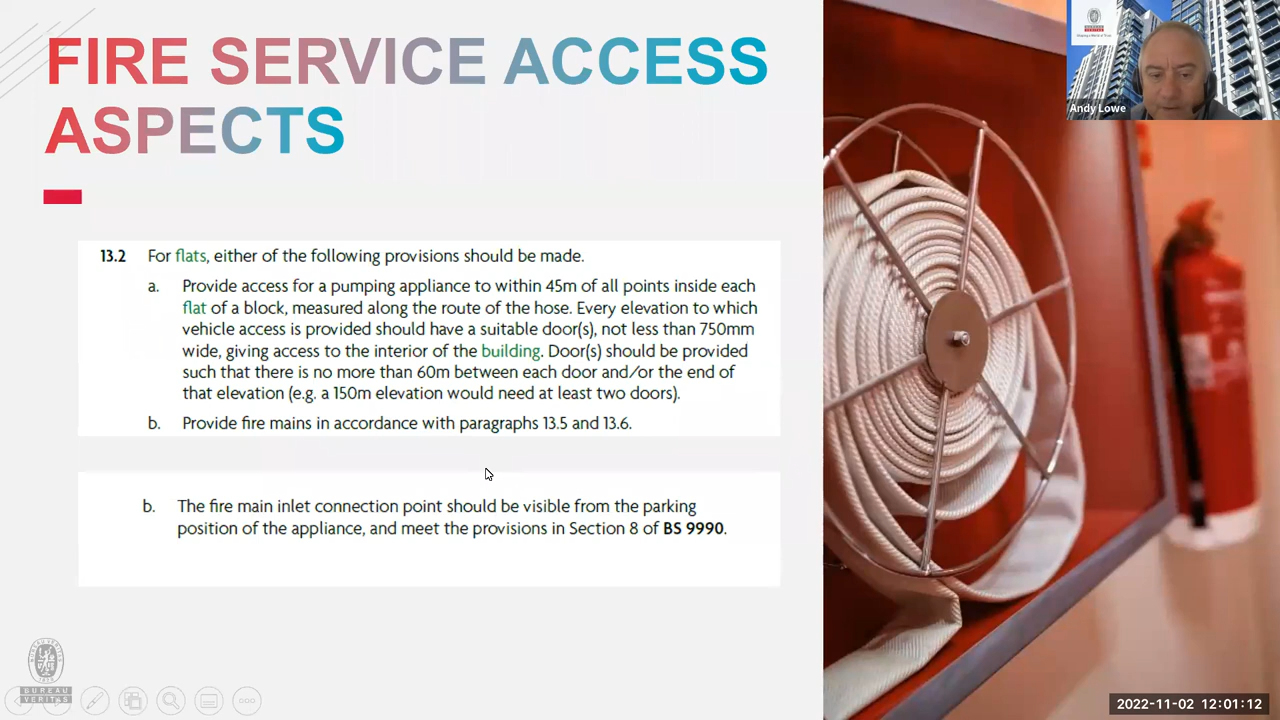 FIRE SERVICE ACCESS
ASPECTS
13.2 For flats, either of the following provisions should be made.
a. Provide access for a pumping appliance to within 45m of all points inside each
flat of a block, measured along the route of the hose. Every elevation to which
vehicle access is provided should have a suitable door(s), not less than 750mm
wide, giving access to the interior of the building. Door(s) should be provided
such that there is no more than 60m between each door and/or the end of
that elevation (e.g. a 150m elevation would need at least two doors).
b. Provide fire mains in accordance with paragraphs 13.5 and 13.6.
b. The fire main inlet connection point should be visible from the parking
position of the appliance, and meet the provisions in Section 8 of BS 9990.
Andy Lowe
BUREAU
VERITAS
2022-11-02 12:01:12